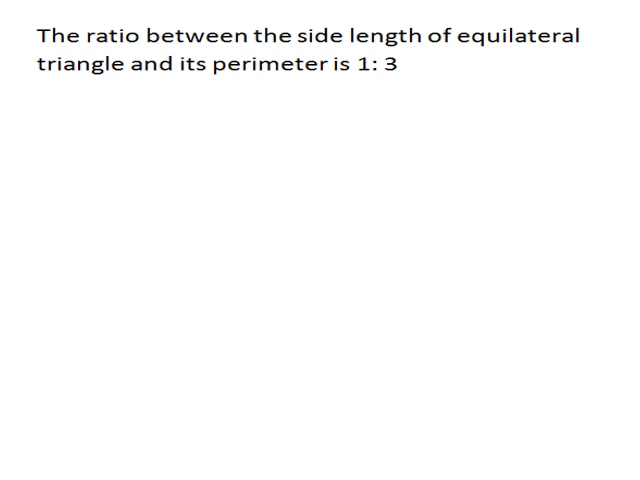 The ratio between the side length of equilateral
triangle and its perimeter is 1: 3